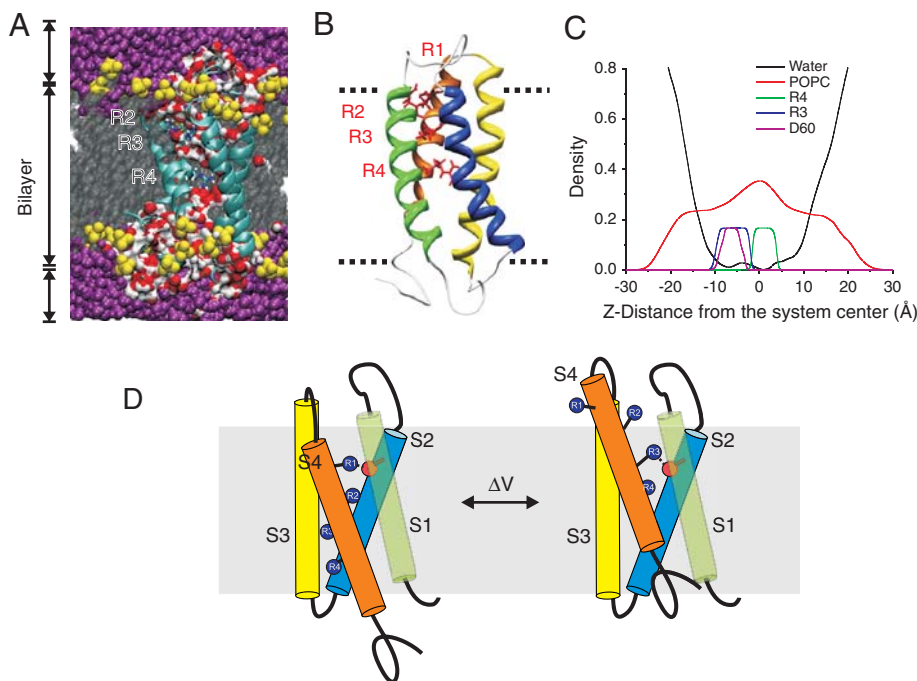 A
Bilayer
R2
R3
R4
B
R1
R2
R3
R4
C
Water
POPC
R4
R3
D60
0.8
0.6
0.4
0.2
0.0
Density
-30 -20 -10 0 10 20 30
Z-Distance from the system center (Å)
D
S4
R1
R2
R3
R4
S3
S2
S1
ΔV
S4
R1
R2
R3
R4
S3
S2
S1